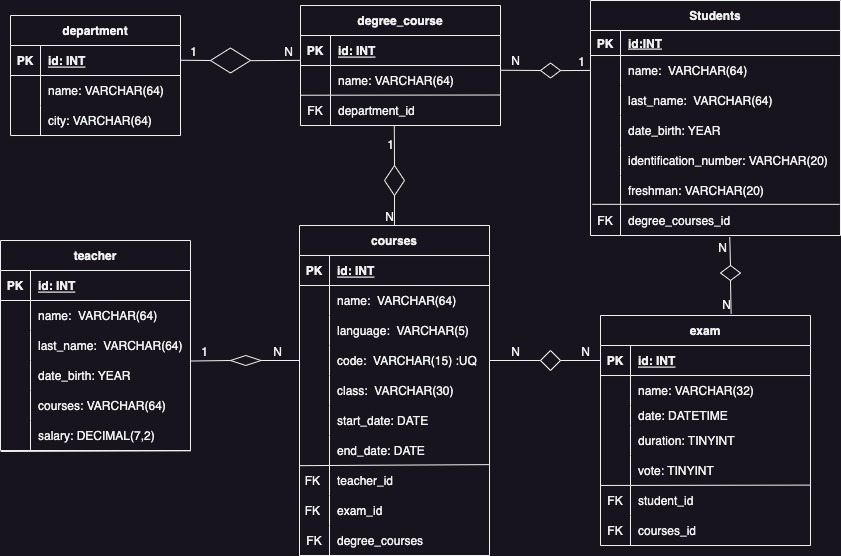 department
PK id: INT
name: VARCHAR(64)
city: VARCHAR(64)
1
N
degree_course
PK id: INT
name: VARCHAR(64)
FK department_id
N
1
Students
PK id:INT
name: VARCHAR(64)
last_name: VARCHAR(64)
date_birth: YEAR
identification_number: VARCHAR(20)
freshman: VARCHAR(20)
FK degree_courses_id
1
N
N
N
teacher
PK id: INT
name: VARCHAR(64)
last_name: VARCHAR(64)
date_birth: YEAR
courses: VARCHAR(64)
salary: DECIMAL(7,2)
1
N
courses
PK id: INT
name: VARCHAR(64)
language: VARCHAR(5)
code: VARCHAR(15) :UQ
class: VARCHAR(30)
start_date: DATE
end_date: DATE
FK teacher_id
FK exam_id
FK degree_courses
N
N
exam
PK id: INT
name: VARCHAR(32)
date: DATETIME
duration: TINYINT
vote: TINYINT
FK student_id
FK courses_id